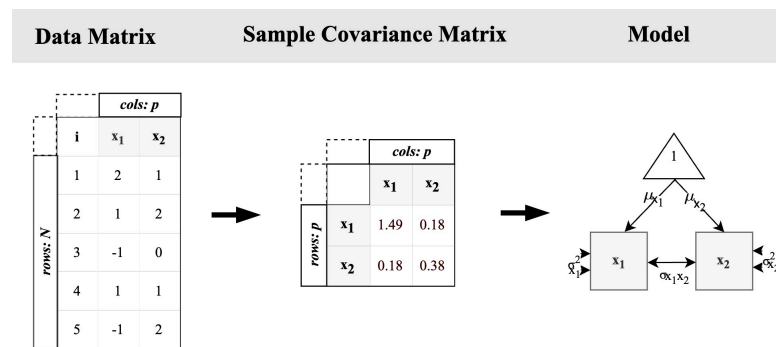 Data Matrix Sample Covariance Matrix Model
cols: p
i x₁ x₂
1 2 1
2 1 2
3 -1 0
4 1 1
5 -1 2
rows: N
cols: p
x₁ x₂
x₁ 1.49 0.18
x₂ 0.18 0.38
rows: p
1
μx₁ μx₂
σ²x₁ x₁ σx₁x₂ x₂